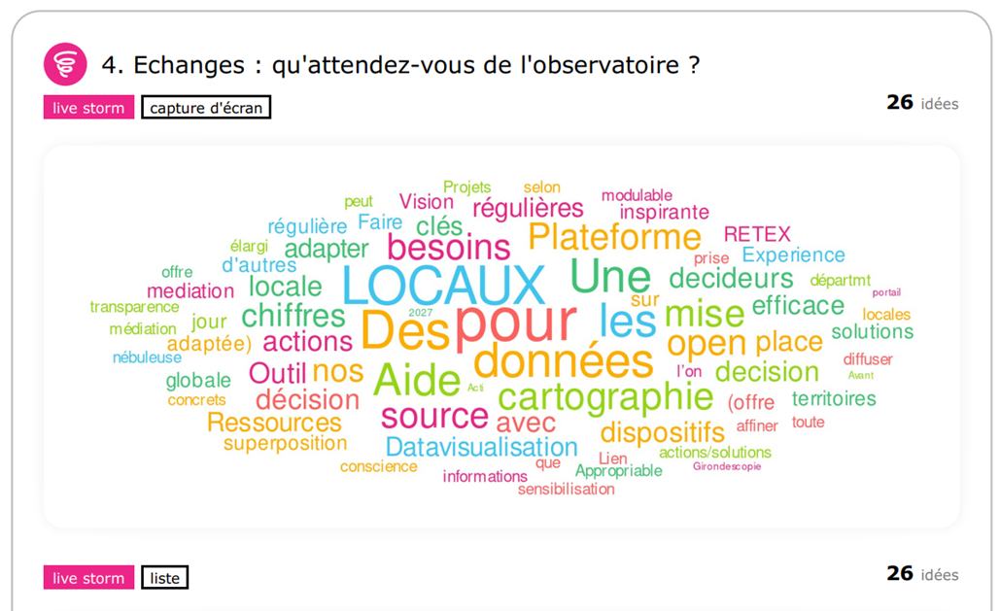 4. Echanges : qu'attendez-vous de l'observatoire ?
live storm capture d'écran 26 idées
Projets selon
peut Vision régulières modulable
inspirante
régulière Faire clés Plateforme RETEX
élargi adapter besoins prise Experience
offre d'autres LOCAUX Une decideurs départmt
mediation locale sur portail
transparence chiffres 2027 Des pour les mise efficace locales
médiation jour solutions
adaptée) actions données open place
nébuleuse diffuser
globale Outil nos Aide l'on decision Avant
concrets décision Acti cartographie (offre territoires
Ressources source avec dispositifs affiner toute
superposition Datavisualisation actions/solutions
conscience que Lien Girondescopie
informations Appropriable
sensibilisation
live storm liste 26 idées